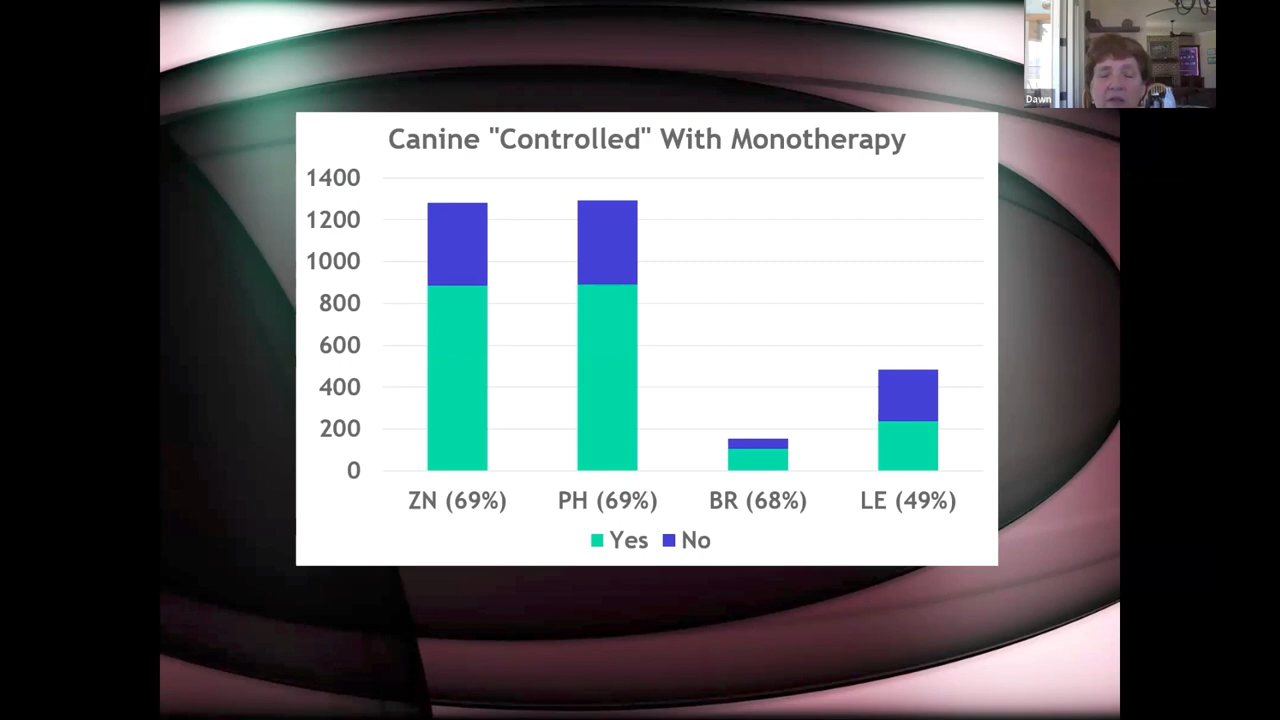 Dawn
Canine "Controlled" With Monotherapy
1400
1200
1000
800
600
400
200
0
ZN (69%) PH (69%) BR (68%) LE (49%)
Yes No